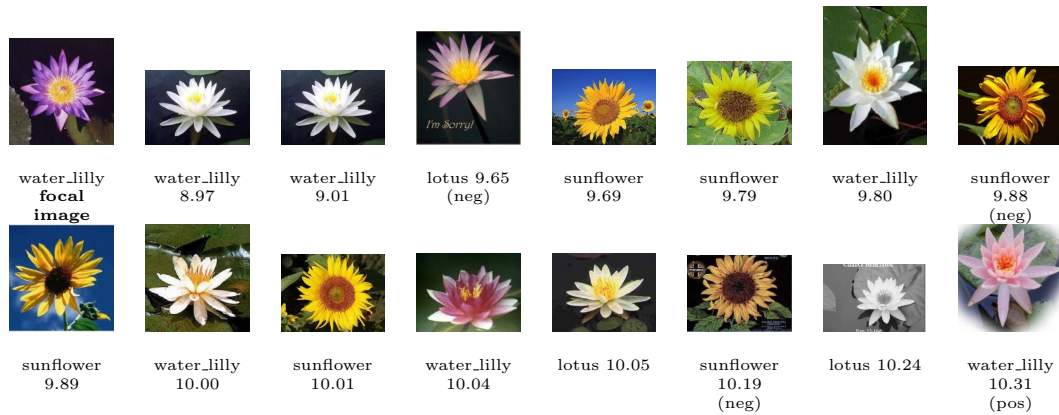 I'm Sorry!
water_lilly water_lilly water_lilly lotus 9.65 sunflower sunflower water_lilly sunflower
focal 8.97 9.01 (neg) 9.69 9.79 9.80 9.88
image (neg)
sunflower water_lilly sunflower water_lilly lotus 10.05 sunflower lotus 10.24 water_lilly
9.89 10.00 10.01 10.04 10.19 10.31
(neg) (pos)